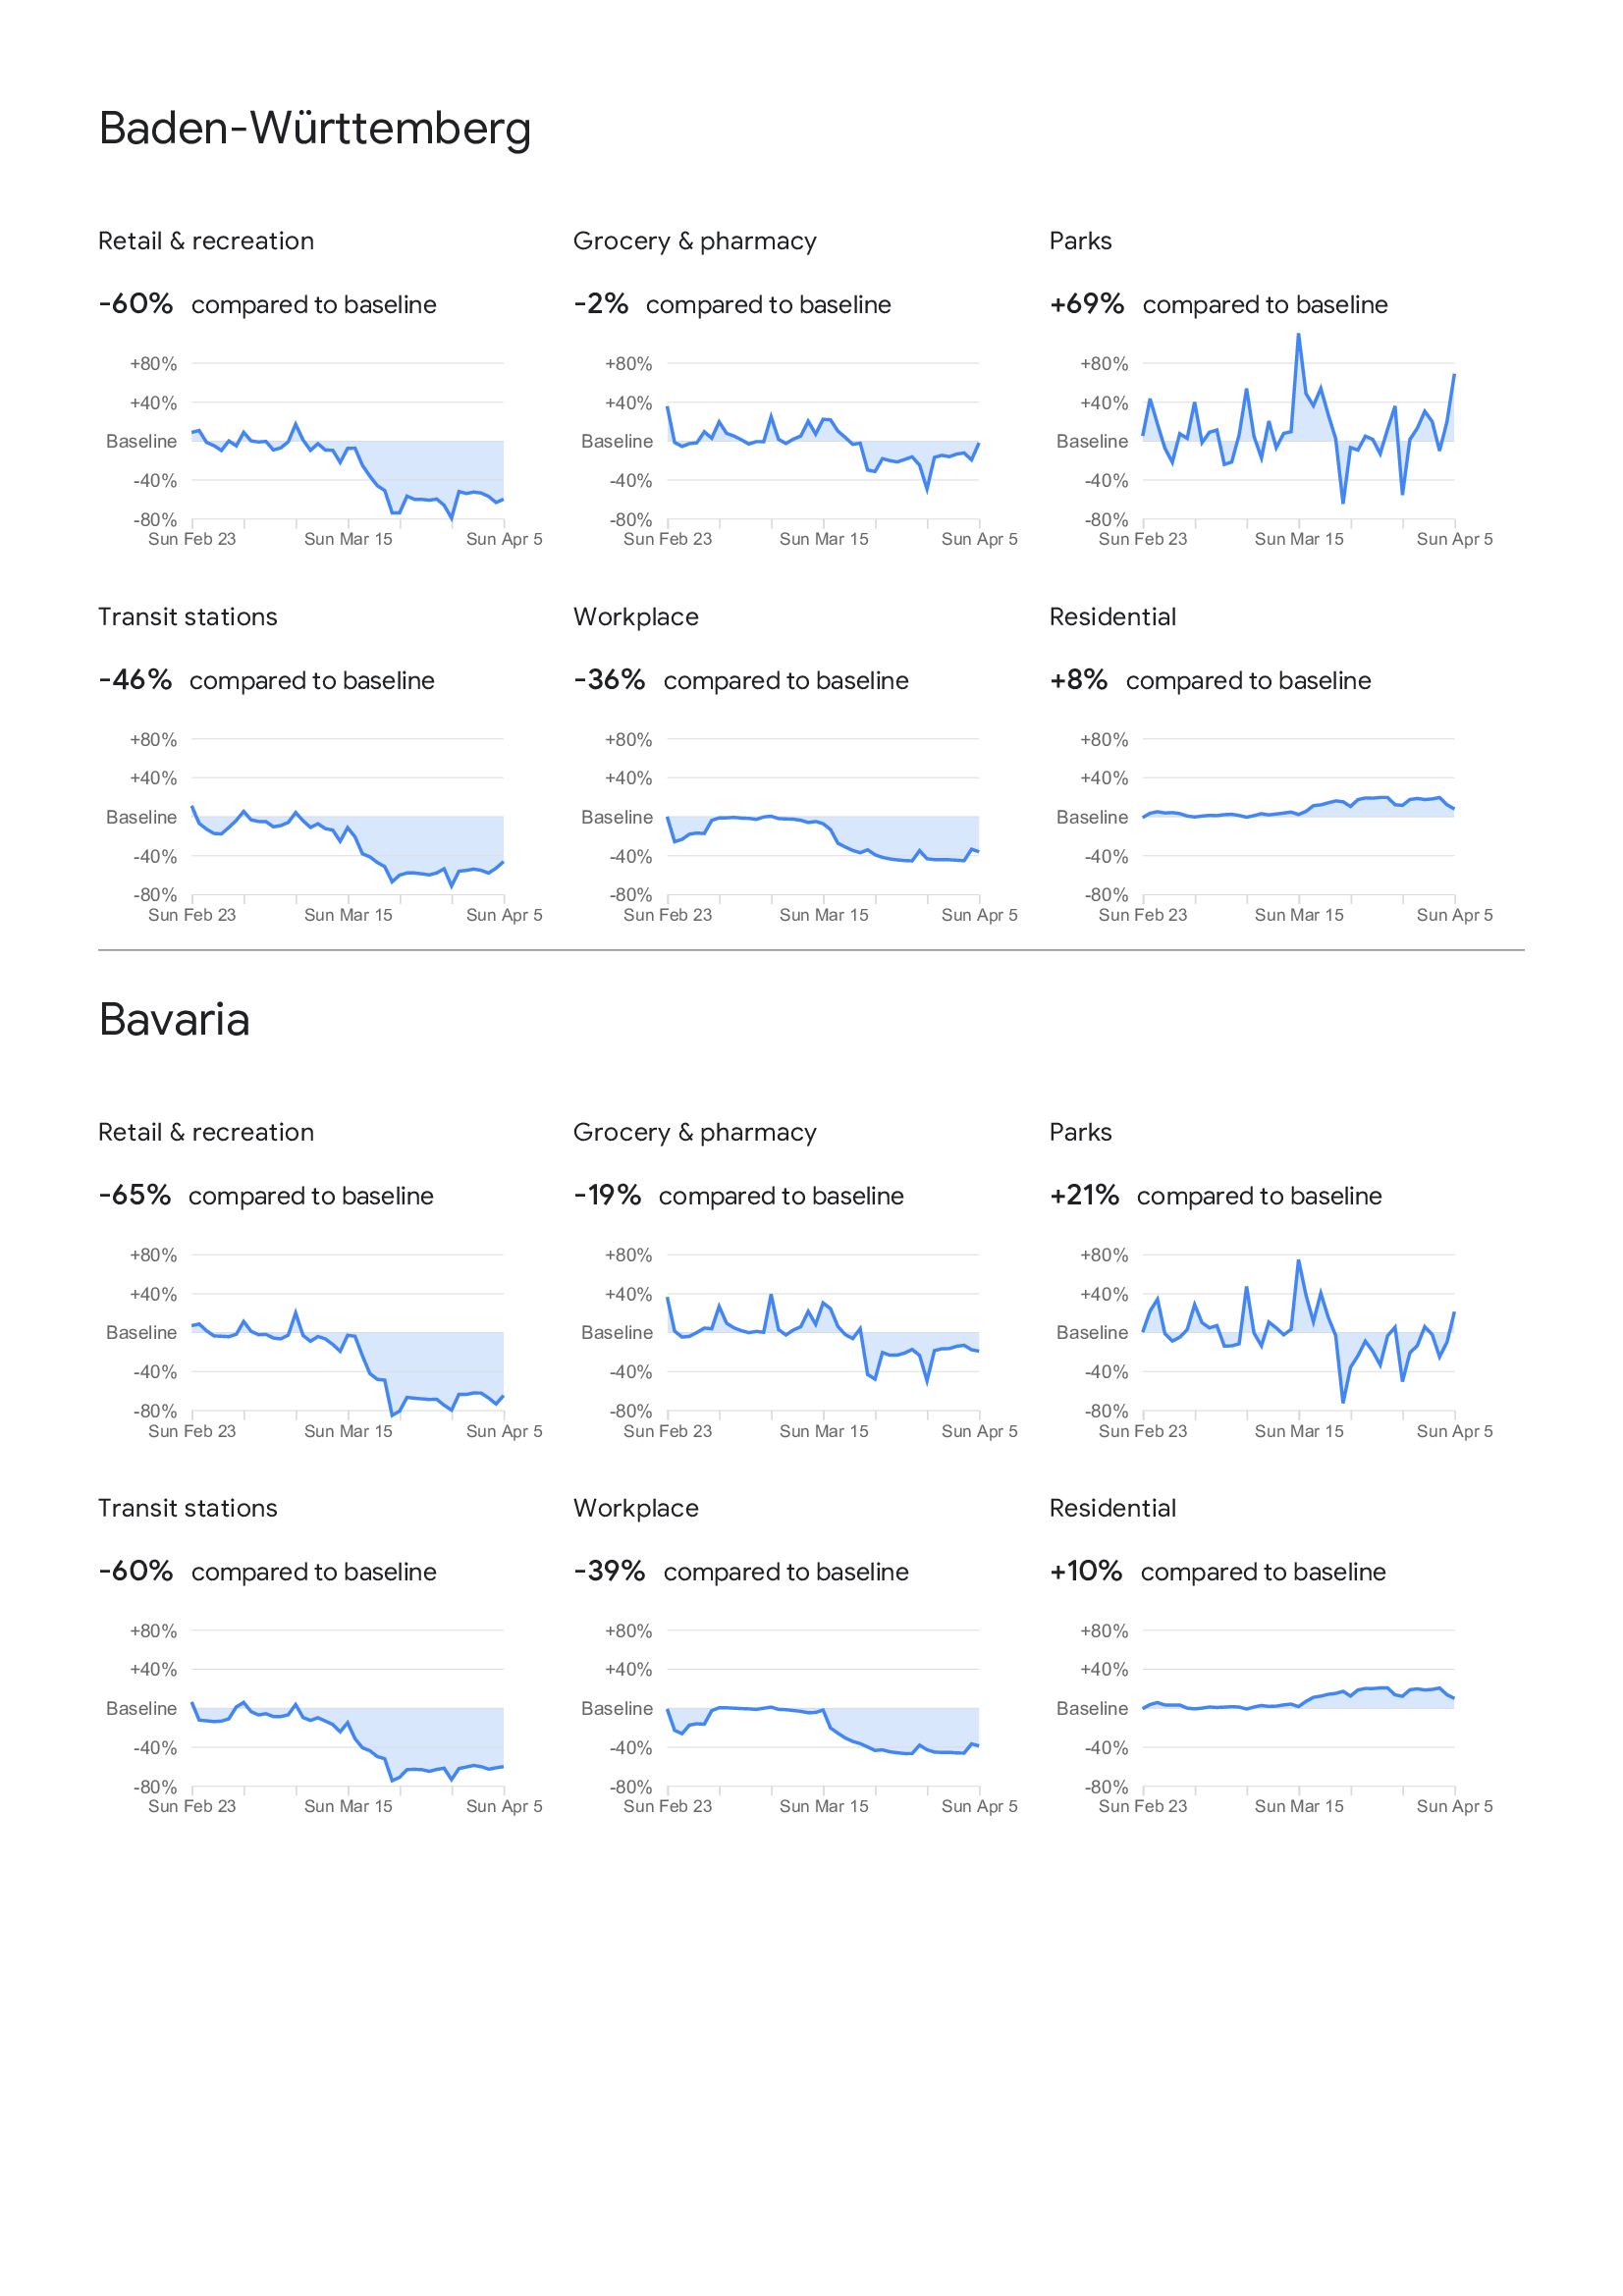 Baden-Württemberg
Retail & recreation
-60% compared to baseline
+80%
+40%
Baseline
-40%
-80%
Sun Feb 23 Sun Mar 15 Sun Apr 5
Grocery & pharmacy
-2% compared to baseline
+80%
+40%
Baseline
-40%
-80%
Sun Feb 23 Sun Mar 15 Sun Apr 5
Parks
+69% compared to baseline
+80%
+40%
Baseline
-40%
-80%
Sun Feb 23 Sun Mar 15 Sun Apr 5
Transit stations
-46% compared to baseline
+80%
+40%
Baseline
-40%
-80%
Sun Feb 23 Sun Mar 15 Sun Apr 5
Workplace
-36% compared to baseline
+80%
+40%
Baseline
-40%
-80%
Sun Feb 23 Sun Mar 15 Sun Apr 5
Residential
+8% compared to baseline
+80%
+40%
Baseline
-40%
-80%
Sun Feb 23 Sun Mar 15 Sun Apr 5
Bavaria
Retail & recreation
-65% compared to baseline
+80%
+40%
Baseline
-40%
-80%
Sun Feb 23 Sun Mar 15 Sun Apr 5
Grocery & pharmacy
-19% compared to baseline
+80%
+40%
Baseline
-40%
-80%
Sun Feb 23 Sun Mar 15 Sun Apr 5
Parks
+21% compared to baseline
+80%
+40%
Baseline
-40%
-80%
Sun Feb 23 Sun Mar 15 Sun Apr 5
Transit stations
-60% compared to baseline
+80%
+40%
Baseline
-40%
-80%
Sun Feb 23 Sun Mar 15 Sun Apr 5
Workplace
-39% compared to baseline
+80%
+40%
Baseline
-40%
-80%
Sun Feb 23 Sun Mar 15 Sun Apr 5
Residential
+10% compared to baseline
+80%
+40%
Baseline
-40%
-80%
Sun Feb 23 Sun Mar 15 Sun Apr 5